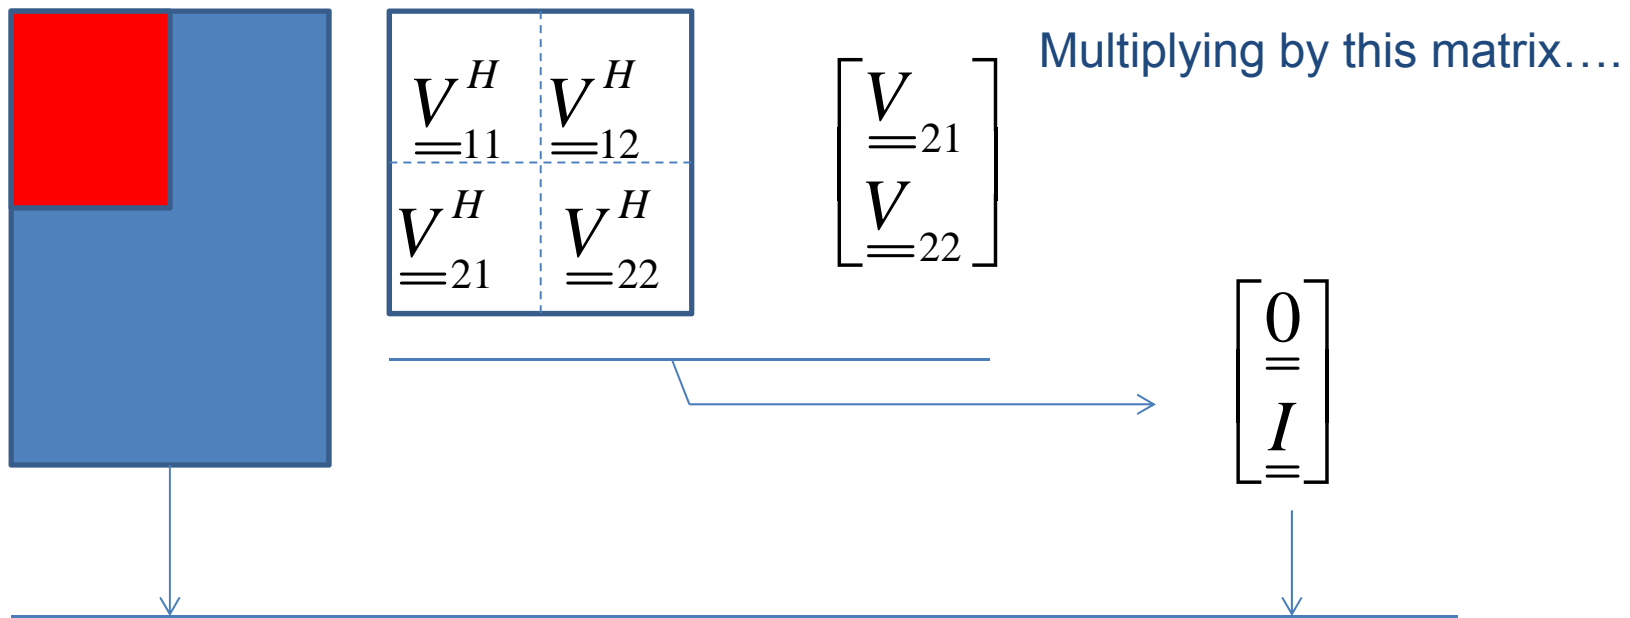 Multiplying by this matrix….
V^H_11 V^H_12
V^H_21 V^H_22
[V_21
V_22]
[0
I]